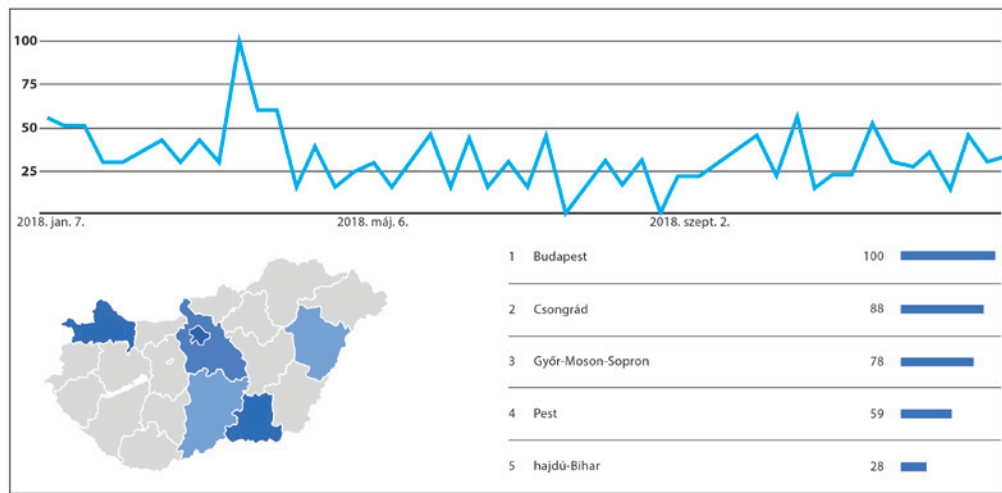 100
75
50
25
2018. jan. 7.
2018. máj. 6.
2018. szept. 2.
1 Budapest 100
2 Csongrád 88
3 Győr-Moson-Sopron 78
4 Pest 59
5 hajdú-Bihar 28